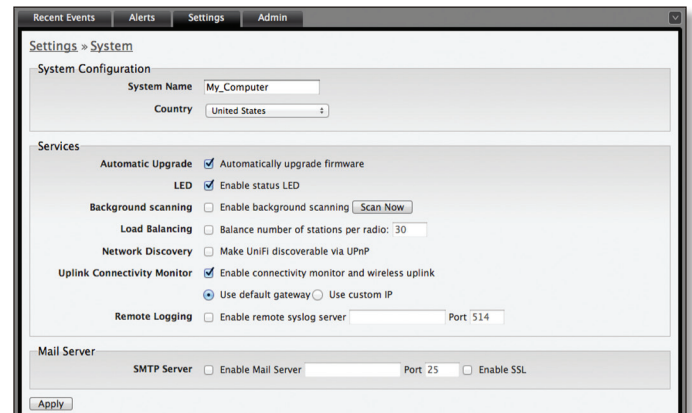 Recent Events Alerts Settings Admin
Settings » System
System Configuration
System Name My_Computer
Country United States
Services
Automatic Upgrade Automatically upgrade firmware
LED Enable status LED
Background scanning Enable background scanning Scan Now
Load Balancing Balance number of stations per radio: 30
Network Discovery Make UniFi discoverable via UPnP
Uplink Connectivity Monitor Enable connectivity monitor and wireless uplink
Use default gateway Use custom IP
Remote Logging Enable remote syslog server Port 514
Mail Server
SMTP Server Enable Mail Server Port 25 Enable SSL
Apply